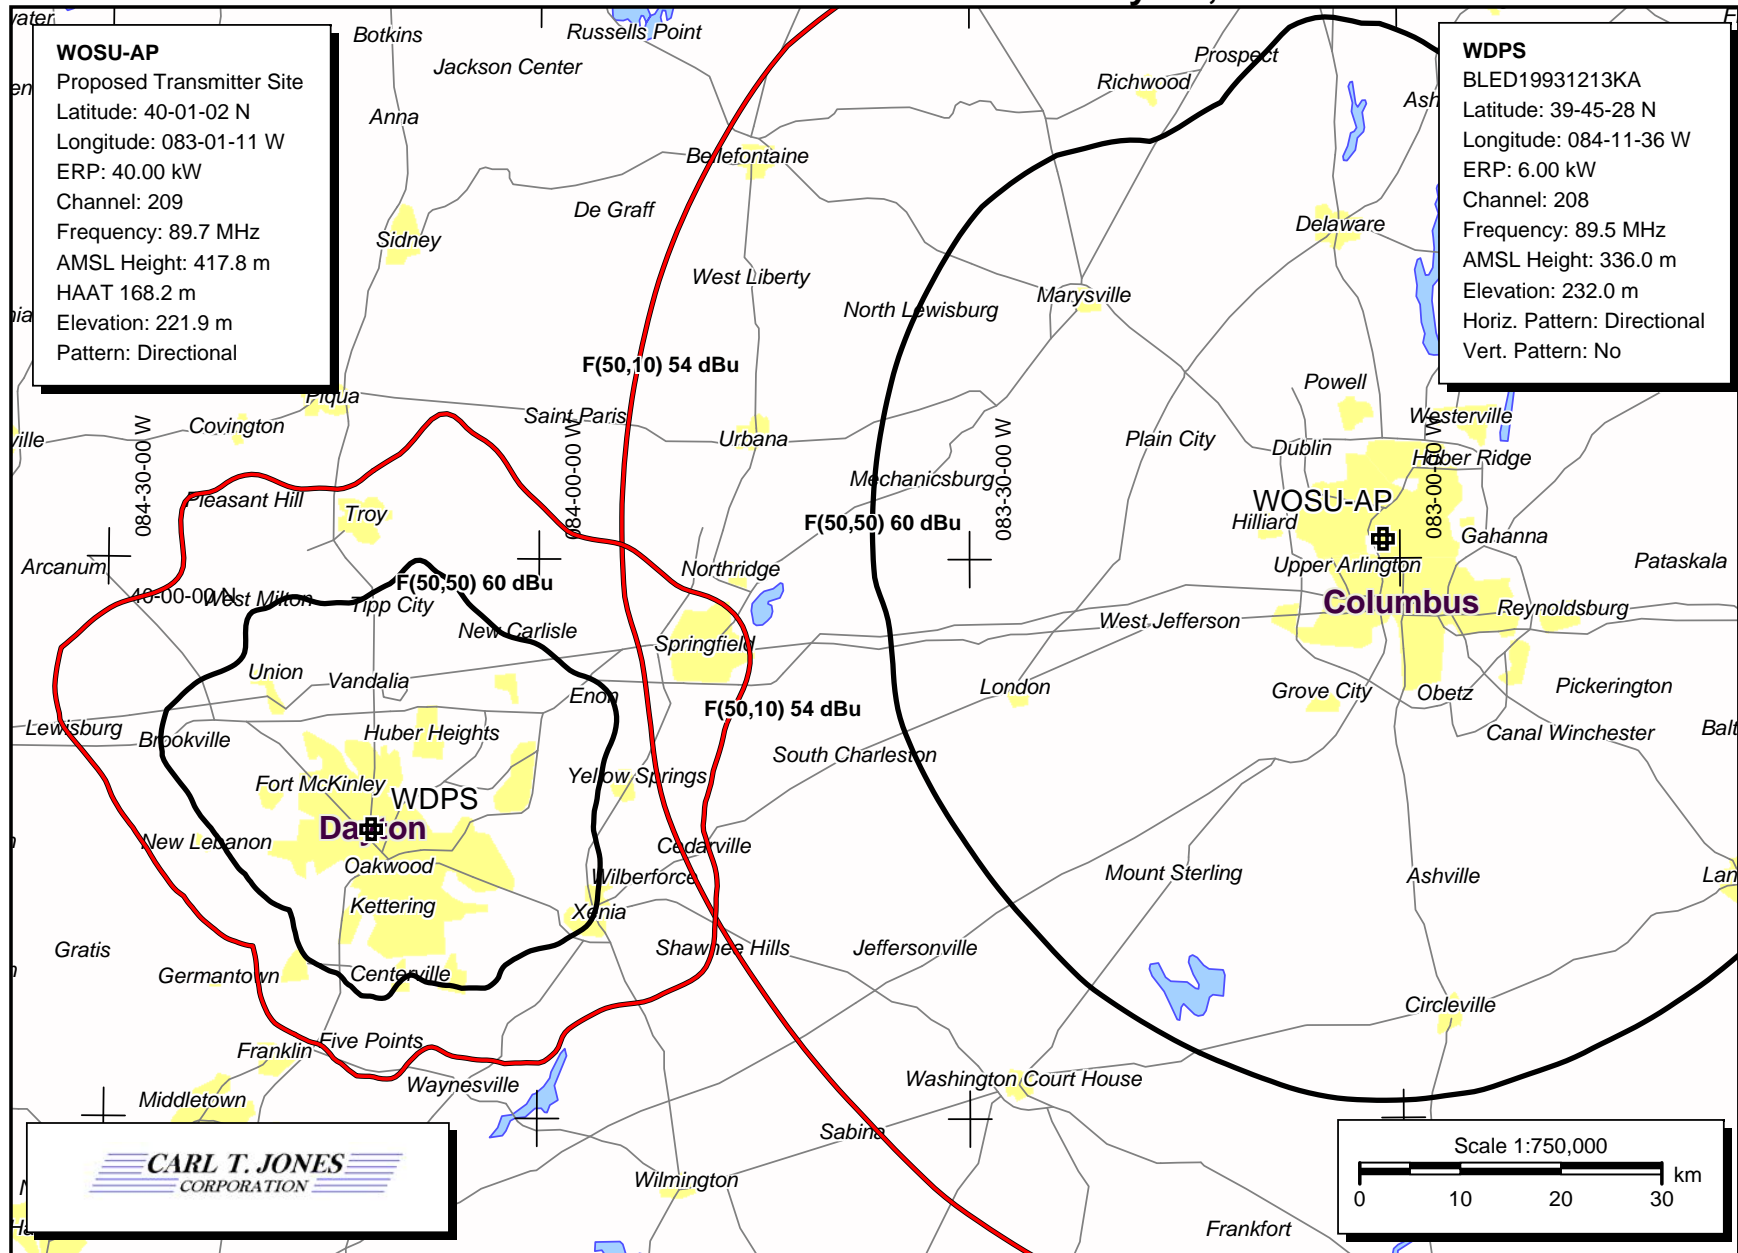 WOSU-AP
Proposed Transmitter Site
Latitude: 40-01-02 N
Longitude: 083-01-11 W
ERP: 40.00 kW
Channel: 209
Frequency: 89.7 MHz
AMSL Height: 417.8 m
HAAT 168.2 m
Elevation: 221.9 m
Pattern: Directional
WDPS
BLED19931213KA
Latitude: 39-45-28 N
Longitude: 084-11-36 W
ERP: 6.00 kW
Channel: 208
Frequency: 89.5 MHz
AMSL Height: 336.0 m
Elevation: 232.0 m
Horiz. Pattern: Directional
Vert. Pattern: No
Botkins
Russells Point
Jackson Center
Prospect
Richwood
Ash
Anna
Bellefontaine
De Graff
Sidney
Delaware
West Liberty
North Lewisburg
Marysville
F(50,10) 54 dBu
Powell
Piqua
Covington
Saint Paris
Urbana
Plain City
Dublin
Westerville
Huber Ridge
ville
084-30-00 W
084-00-00 W
083-30-00 W
083-00-00 W
Mechanicsburg
Pleasant Hill
Troy
WOSU-AP
Hilliard
F(50,50) 60 dBu
Gahanna
Arcanum
Northridge
Upper Arlington
Pataskala
F(50,50) 60 dBu
40-00-00 N
West Milton
Tipp City
Columbus
Reynoldsburg
New Carlisle
West Jefferson
Springfield
Union
Vandalia
Enon
London
Grove City
Obetz
Pickerington
F(50,10) 54 dBu
Lewisburg
Brookville
Huber Heights
Canal Winchester
Balt
South Charleston
Fort McKinley
Yellow Springs
WDPS
Dayton
New Lebanon
Cedarville
Oakwood
Wilberforce
Mount Sterling
Ashville
Lan
Kettering
Xenia
Gratis
Shawnee Hills
Jeffersonville
Germantown
Centerville
Circleville
Franklin
Five Points
Waynesville
Washington Court House
Middletown
Sabina
Wilmington
Frankfort
CARL T. JONES
CORPORATION
Scale 1:750,000
km
0 10 20 30